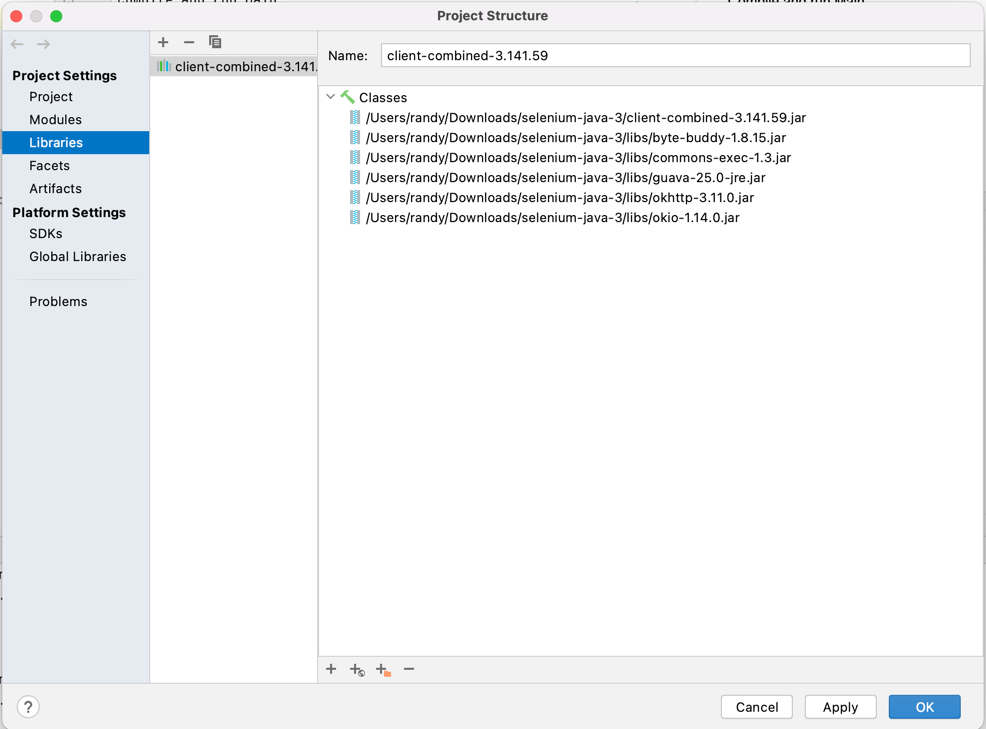 Project Structure
Project Settings
Project
Modules
Libraries
Facets
Artifacts
Platform Settings
SDKs
Global Libraries
Problems
client-combined-3.141.
Name: client-combined-3.141.59
Classes
/Users/randy/Downloads/selenium-java-3/client-combined-3.141.59.jar
/Users/randy/Downloads/selenium-java-3/libs/byte-buddy-1.8.15.jar
/Users/randy/Downloads/selenium-java-3/libs/commons-exec-1.3.jar
/Users/randy/Downloads/selenium-java-3/libs/guava-25.0-jre.jar
/Users/randy/Downloads/selenium-java-3/libs/okhttp-3.11.0.jar
/Users/randy/Downloads/selenium-java-3/libs/okio-1.14.0.jar
? Cancel Apply OK